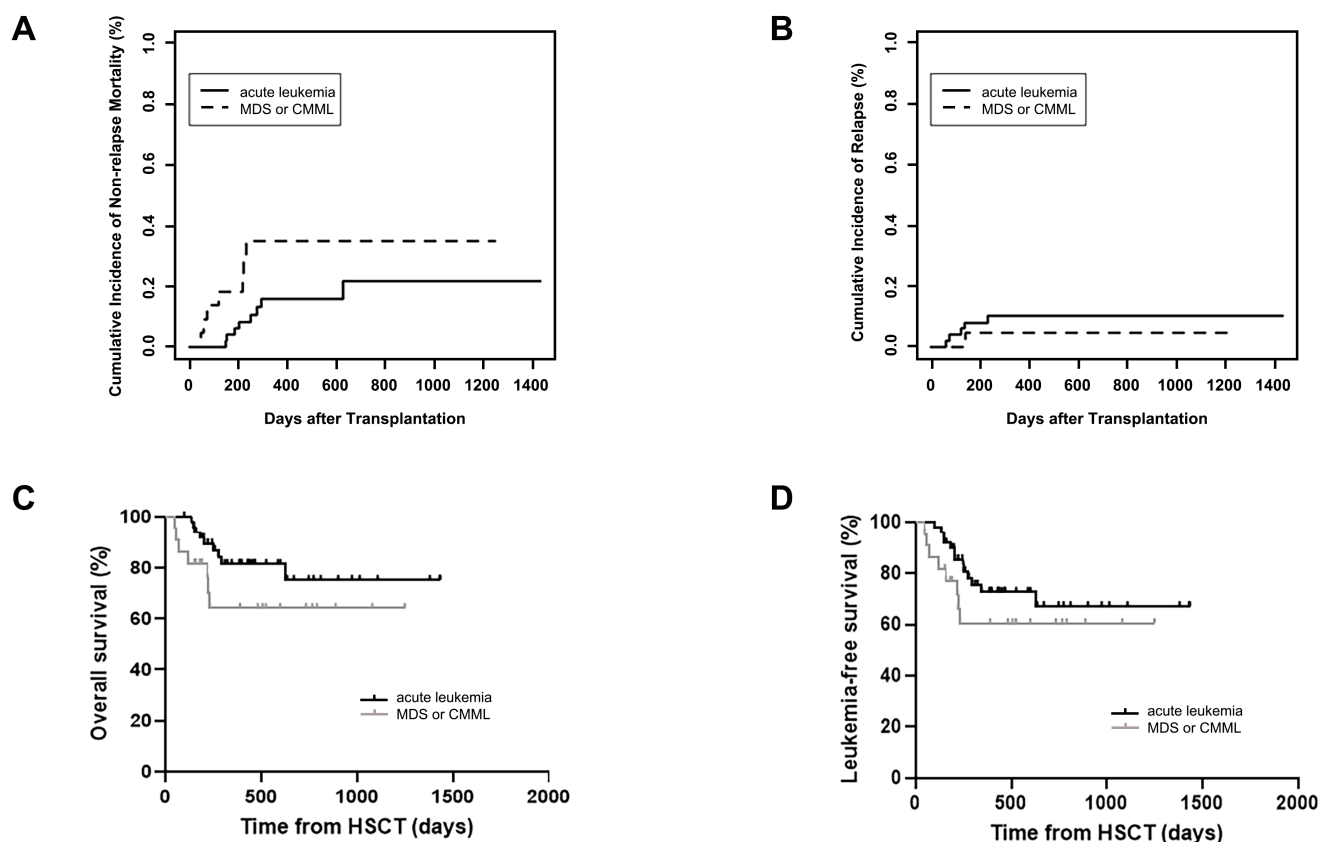 A
Cumulative Incidence of Non-relapse Mortality (%)
1.0
0.8
0.6
0.4
0.2
0.0
acute leukemia
MDS or CMML
0 200 400 600 800 1000 1200 1400
Days after Transplantation
B
Cumulative Incidence of Relapse (%)
1.0
0.8
0.6
0.4
0.2
0.0
acute leukemia
MDS or CMML
0 200 400 600 800 1000 1200 1400
Days after Transplantation
C
Overall survival (%)
100
80
60
40
20
0
acute leukemia
MDS or CMML
0 500 1000 1500 2000
Time from HSCT (days)
D
Leukemia-free survival (%)
100
80
60
40
20
0
acute leukemia
MDS or CMML
0 500 1000 1500 2000
Time from HSCT (days)